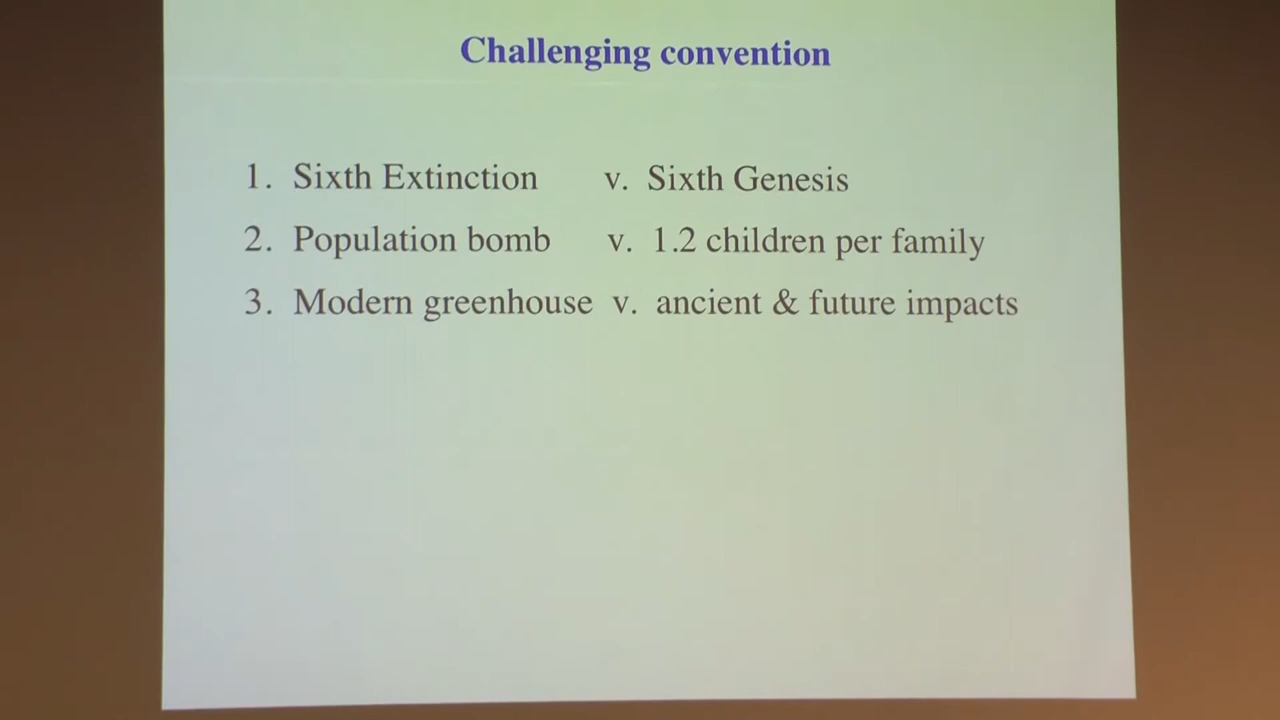 Challenging convention
1. Sixth Extinction v. Sixth Genesis
2. Population bomb v. 1.2 children per family
3. Modern greenhouse v. ancient & future impacts